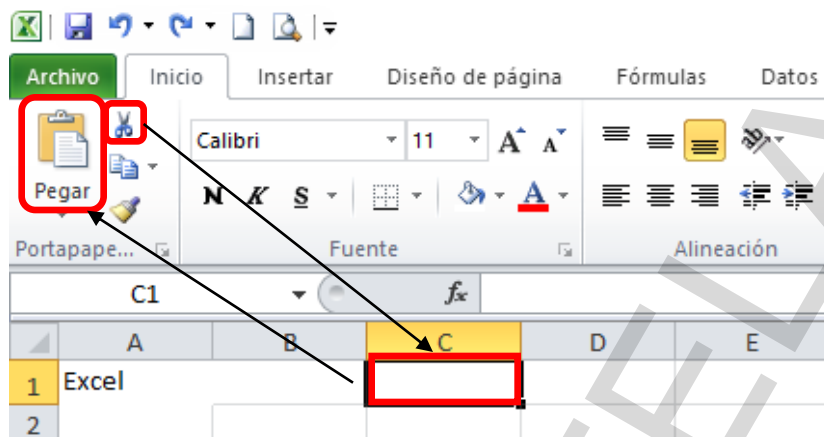 Archivo Inicio Insertar Diseño de página Fórmulas Datos
Calibri 11 A A
Pegar
N K S A
Portapape... Fuente Alineación
C1 fx
A B C D E
1 Excel
2